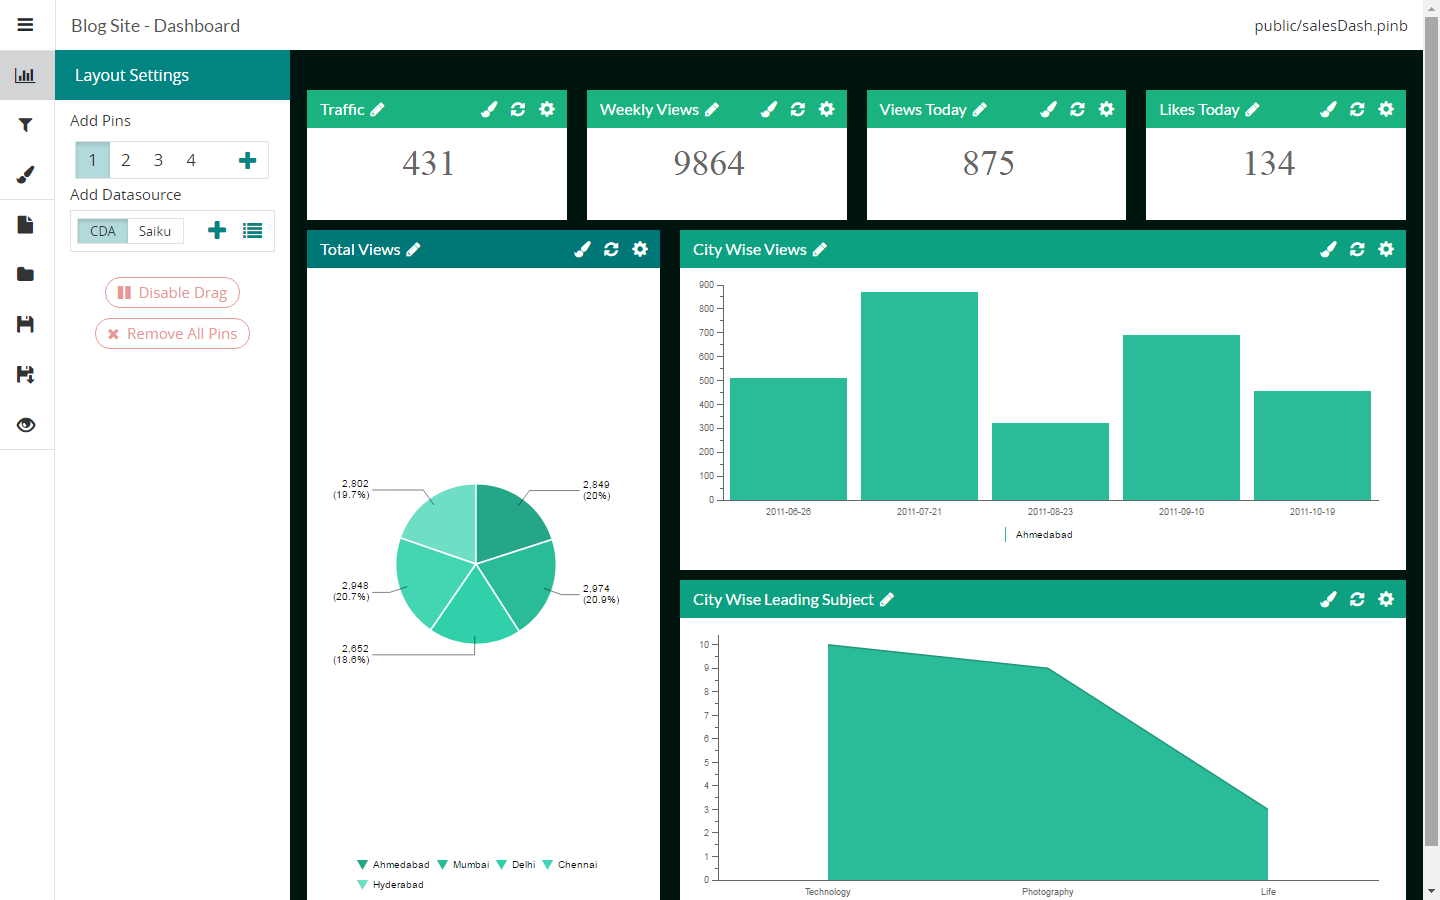 Blog Site - Dashboard
public/salesDash.pinb
Layout Settings
Add Pins
1 2 3 4
Add Datasource
CDA Saiku
Disable Drag
Remove All Pins
Traffic
431
Weekly Views
9864
Views Today
875
Likes Today
134
Total Views
2,802
(19.7%)
2,849
(20%)
2,948
(20.7%)
2,974
(20.9%)
2,652
(18.6%)
Ahmedabad Mumbai Delhi Chennai
Hyderabad
City Wise Views
900
800
700
600
500
400
300
200
100
0
2011-06-26 2011-07-21 2011-08-23 2011-09-10 2011-10-19
Ahmedabad
City Wise Leading Subject
10
9
8
7
6
5
4
3
2
1
0
Technology Photography Life